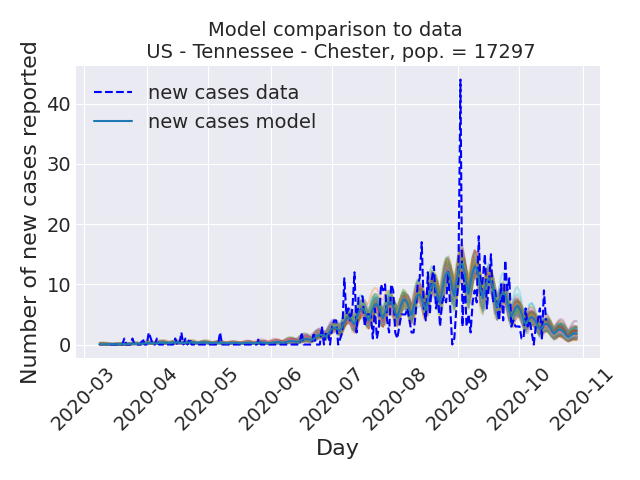 Model comparison to data
US - Tennessee - Chester, pop. = 17297
Number of new cases reported
new cases data
new cases model
40
30
20
10
0
2020-03
2020-04
2020-05
2020-06
2020-07
2020-08
2020-09
2020-10
2020-11
Day